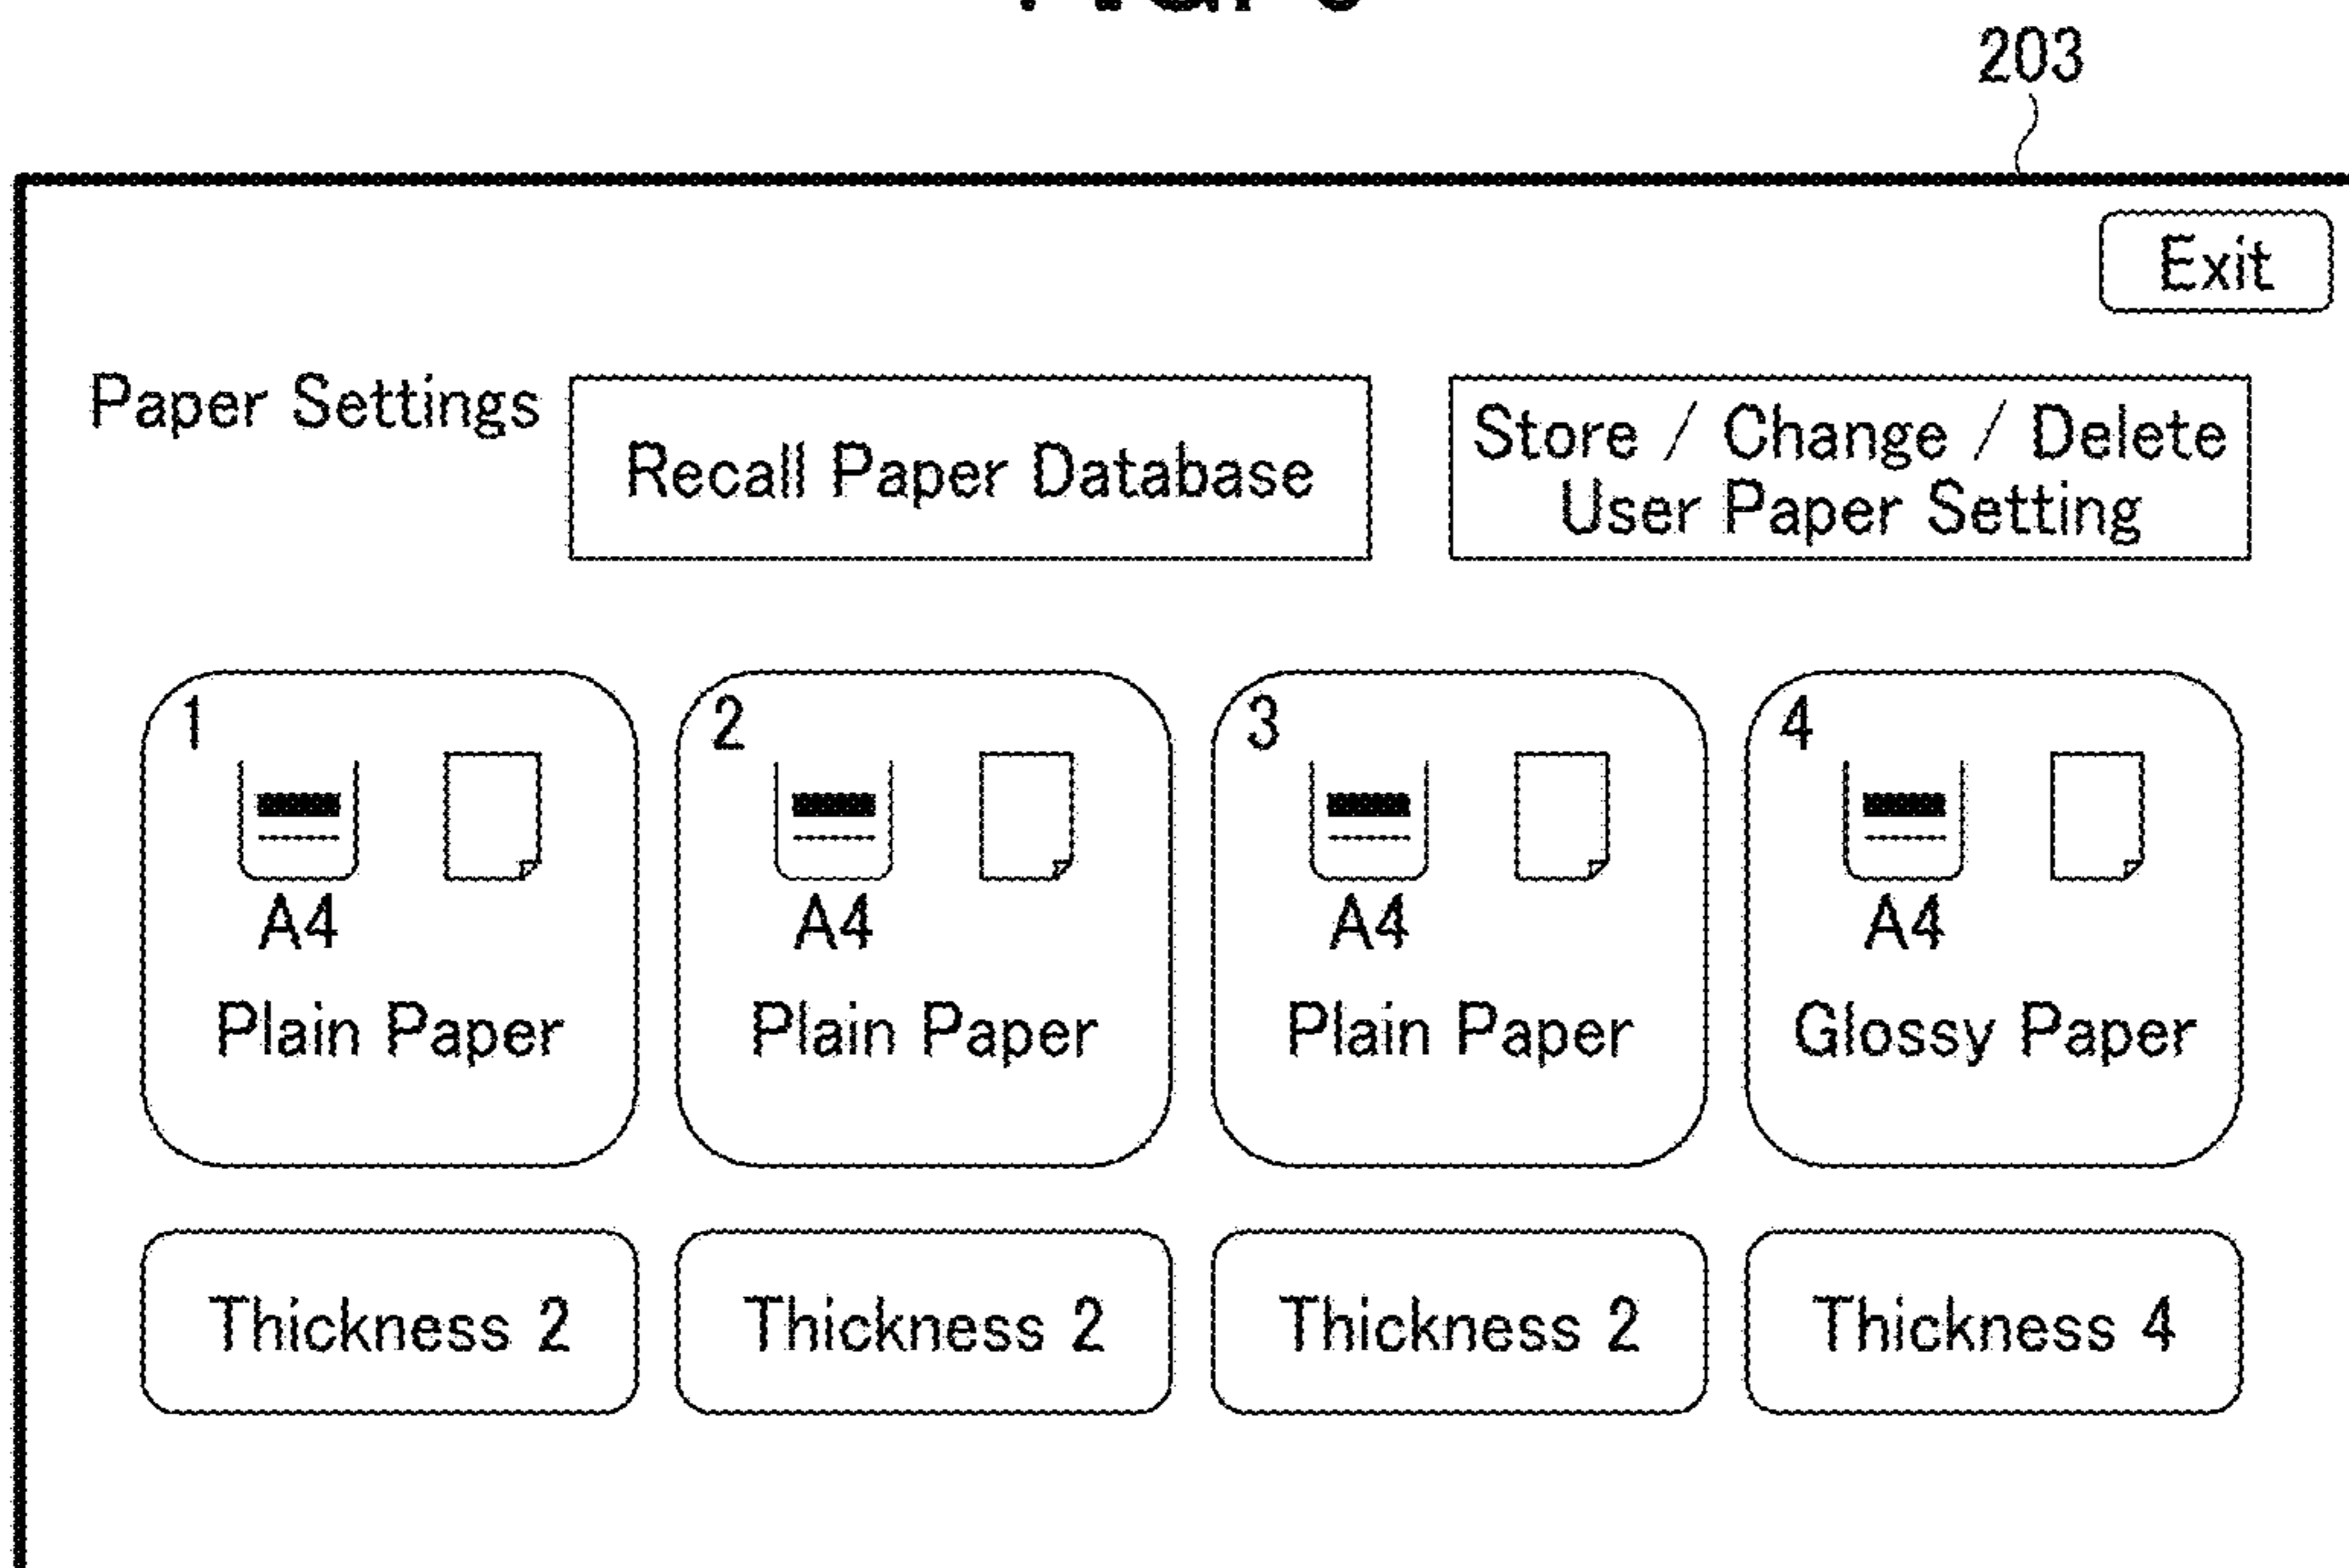 203
Exit
Paper Settings
Recall Paper Database
Store / Change / Delete
User Paper Setting
1
2
3
4
A4
A4
A4
A4
Plain Paper
Plain Paper
Plain Paper
Glossy Paper
Thickness 2
Thickness 2
Thickness 2
Thickness 4